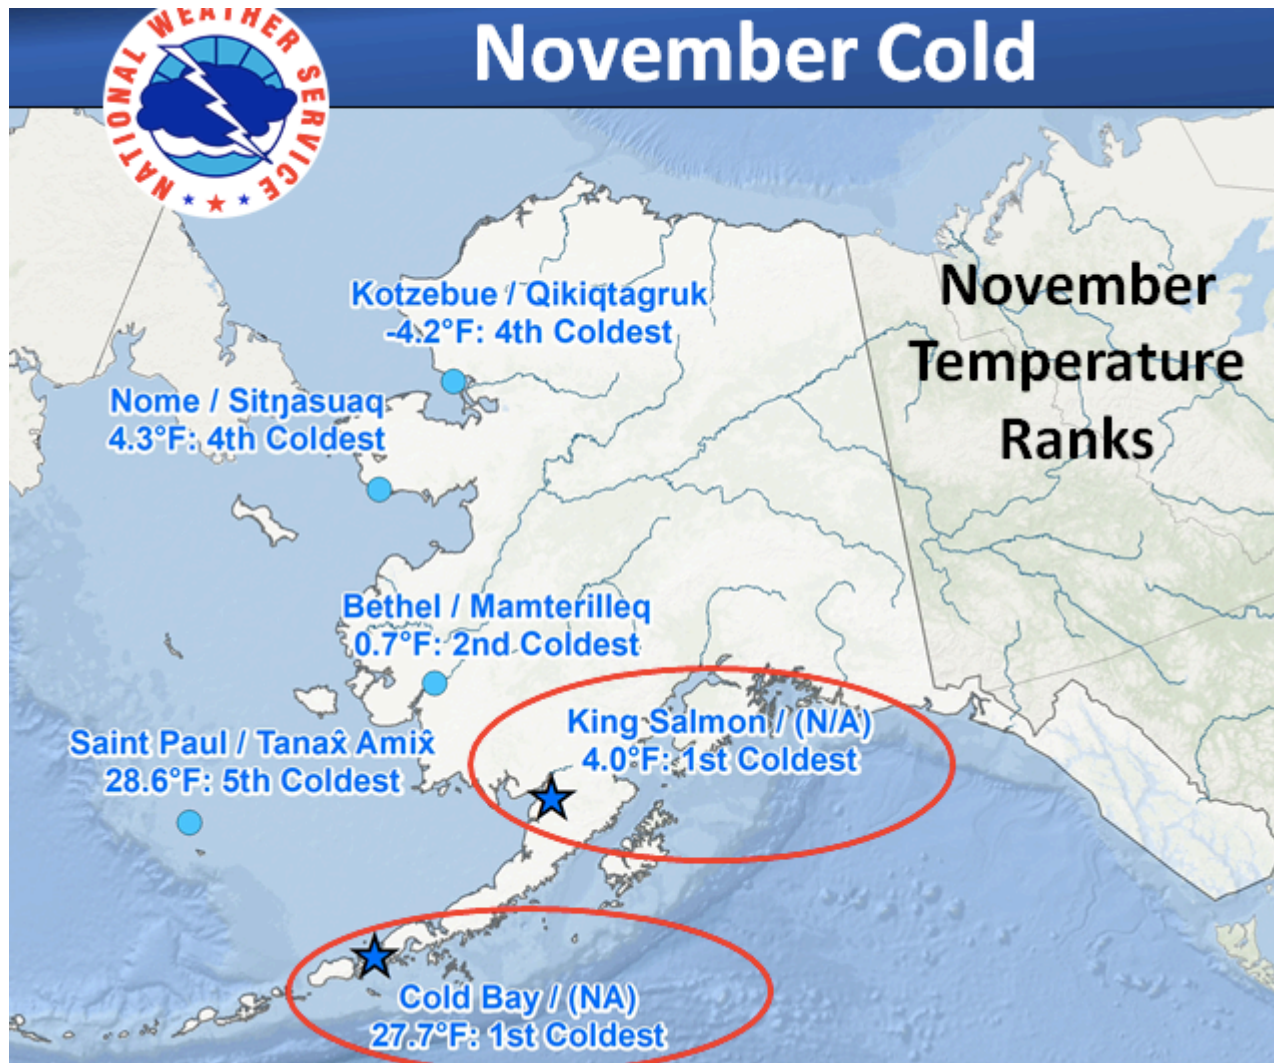 NATIONAL WEATHER SERVICE
November Cold
November
Temperature
Ranks
Kotzebue / Qikiqtagruk
-4.2°F: 4th Coldest
Nome / Sitŋasuaq
4.3°F: 4th Coldest
Bethel / Mamterilleq
0.7°F: 2nd Coldest
King Salmon / (N/A)
4.0°F: 1st Coldest
Saint Paul / Tanax̂ Amix̂
28.6°F: 5th Coldest
Cold Bay / (NA)
27.7°F: 1st Coldest